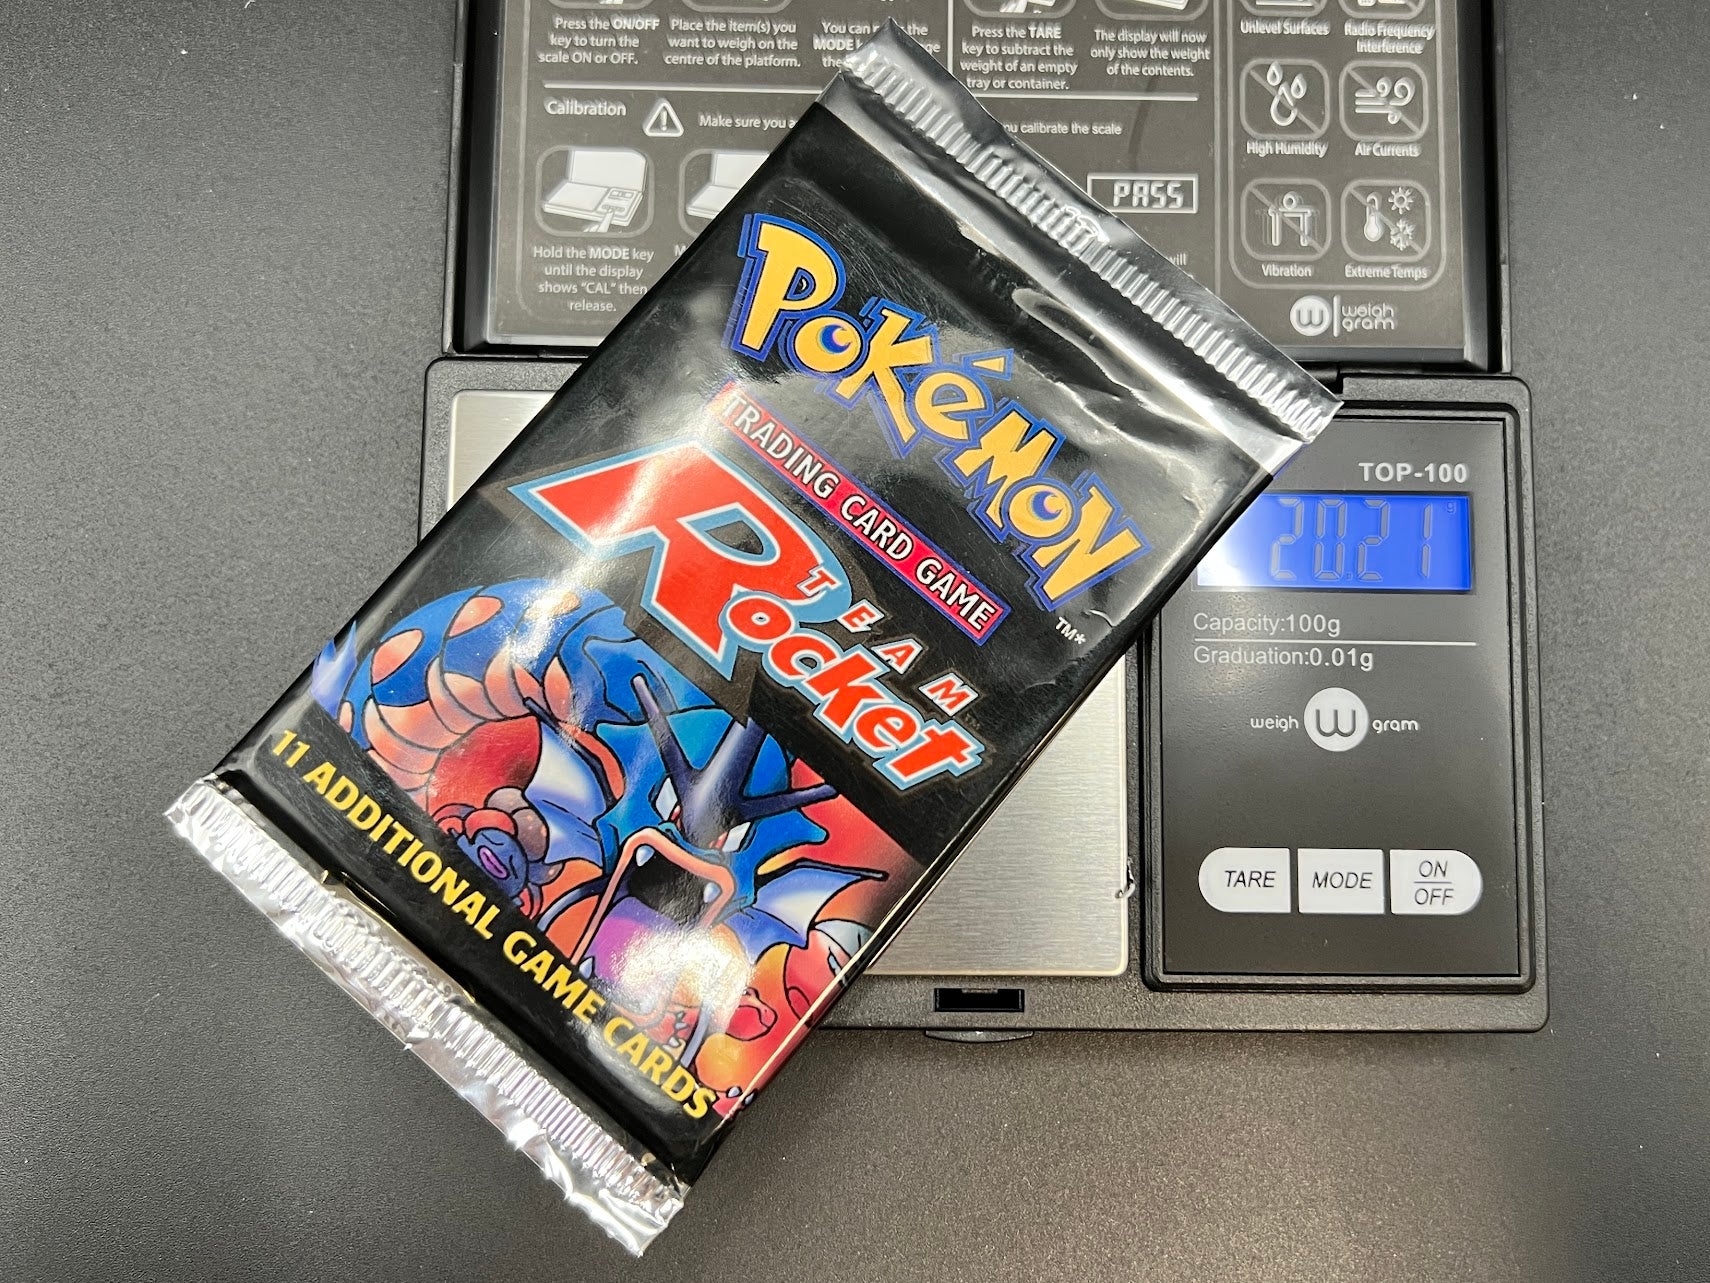 Press the ON/OFF
key to turn the
scale ON or OFF.
Place the item(s) you
want to weigh on the
centre of the platform.
You can
MODE
the
Press the TARE
key to subtract the
weight of an empty
tray or container.
The display will now
only show the weight
of the contents.
Unlevel Surfaces
Radio Frequency
Interference
Calibration
Make sure you
you calibrate the scale
High Humidity
Air Currents
PASS
Hold the MODE key
until the display
shows "CAL" then
release.
will
Vibration
Extreme Temps
weigh
gram
POKéMON
TRADING CARD GAME
TM*
TEAM
Rocket
11 ADDITIONAL GAME CARDS
TOP-100
20.21 g
Capacity:100g
Graduation:0.01g
weigh W gram
TARE
MODE
ON
OFF